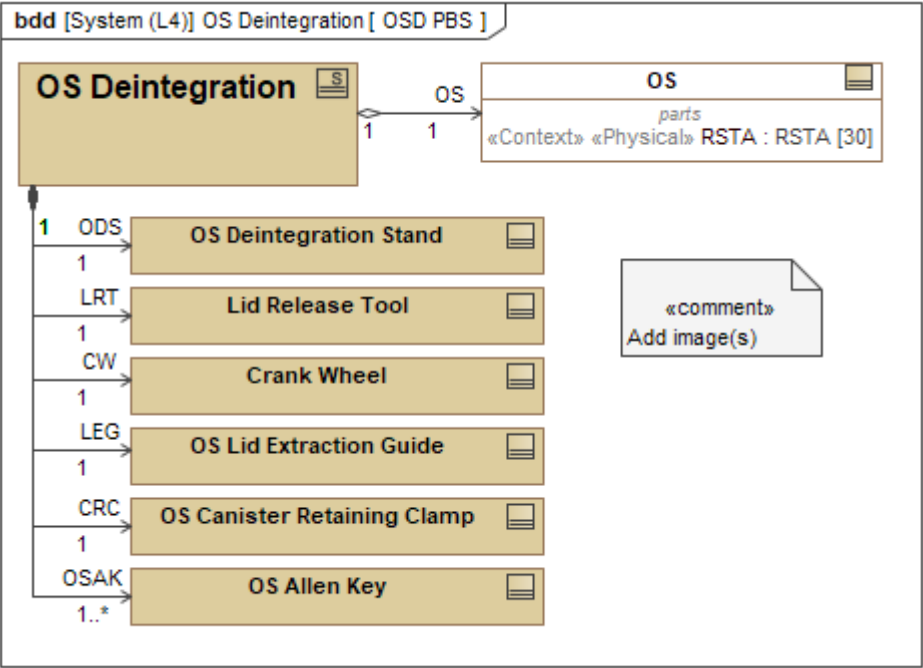 bdd [System (L4)] OS Deintegration [ OSD PBS ]
OS Deintegration
S
OS
1
1
OS
parts
«Context» «Physical» RSTA : RSTA [30]
1
ODS
1
OS Deintegration Stand
LRT
1
Lid Release Tool
CW
1
Crank Wheel
LEG
1
OS Lid Extraction Guide
CRC
1
OS Canister Retaining Clamp
OSAK
1..*
OS Allen Key
«comment»
Add image(s)